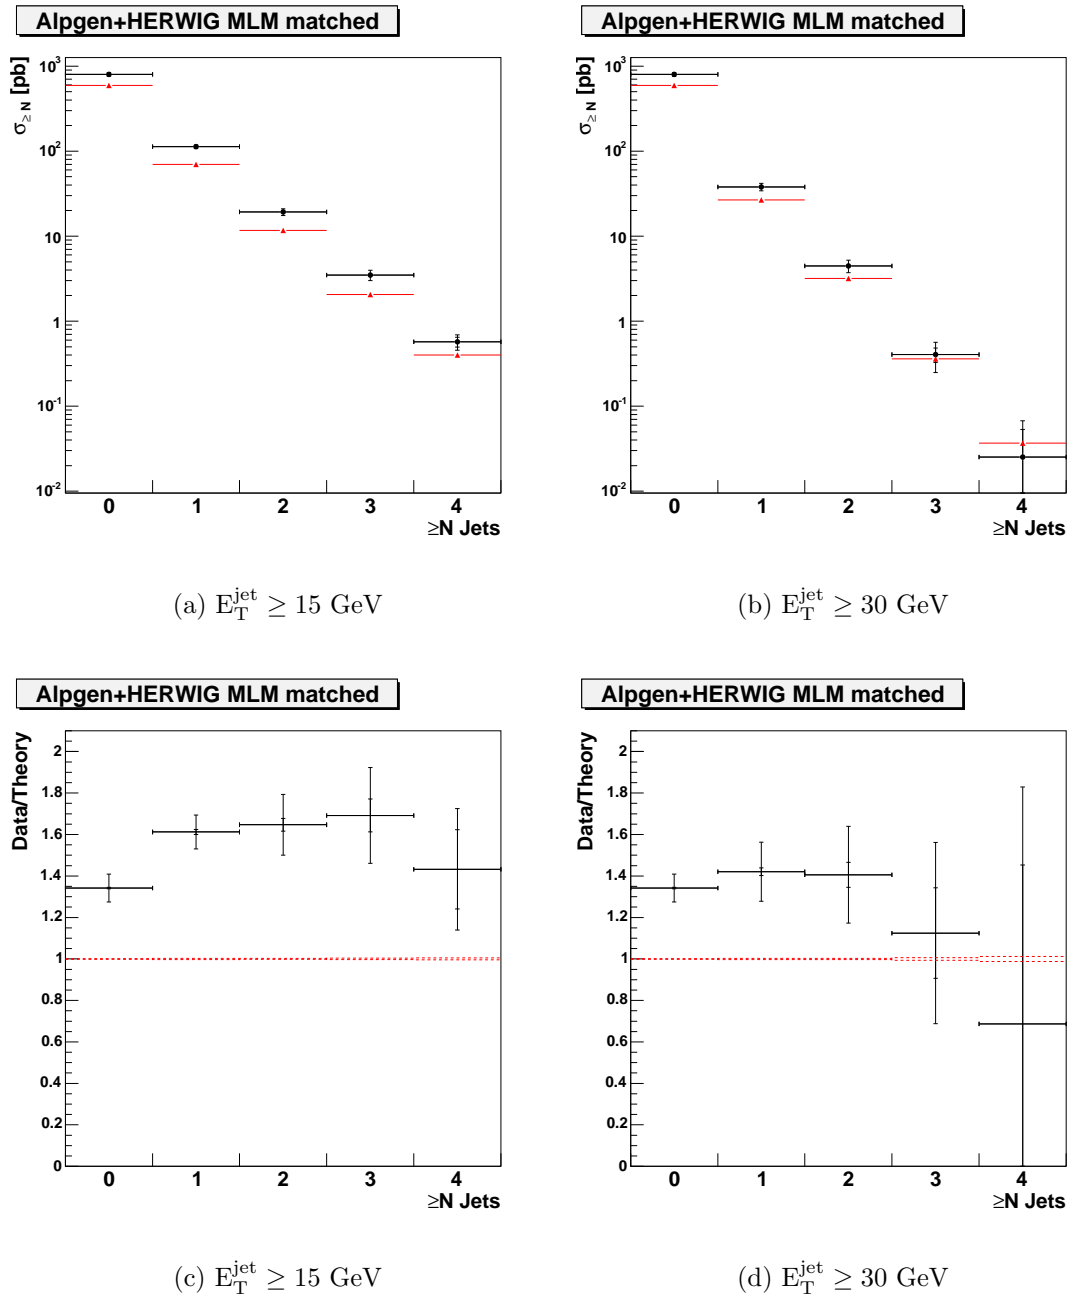 Alpgen+HERWIG MLM matched
σ≥ N [pb]
10³
10²
10
1
10⁻¹
10⁻²
0 1 2 3 4
≥N Jets
(a) E_T^jet ≥ 15 GeV
Alpgen+HERWIG MLM matched
σ≥ N [pb]
10³
10²
10
1
10⁻¹
10⁻²
0 1 2 3 4
≥N Jets
(b) E_T^jet ≥ 30 GeV
Alpgen+HERWIG MLM matched
Data/Theory
2
1.8
1.6
1.4
1.2
1
0.8
0.6
0.4
0.2
0
0 1 2 3 4
≥N Jets
(c) E_T^jet ≥ 15 GeV
Alpgen+HERWIG MLM matched
Data/Theory
2
1.8
1.6
1.4
1.2
1
0.8
0.6
0.4
0.2
0
0 1 2 3 4
≥N Jets
(d) E_T^jet ≥ 30 GeV